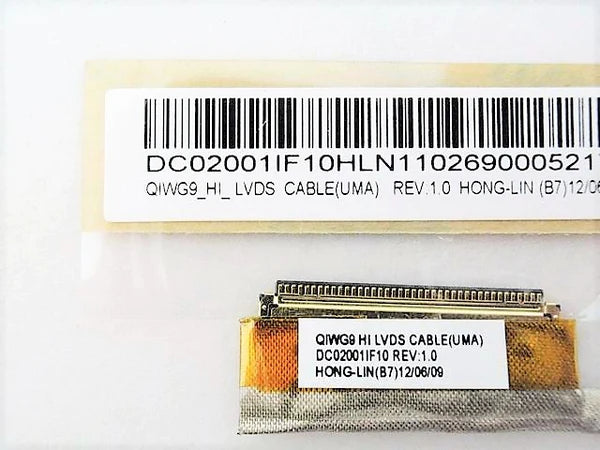 DC02001IF10HLN11026900052
QIWG9_HI_ LVDS CABLE(UMA) REV:1.0 HONG-LIN (B7)12/06
QIWG9 HI LVDS CABLE(UMA)
DC02001IF10 REV:1.0
HONG-LIN(B7)12/06/09